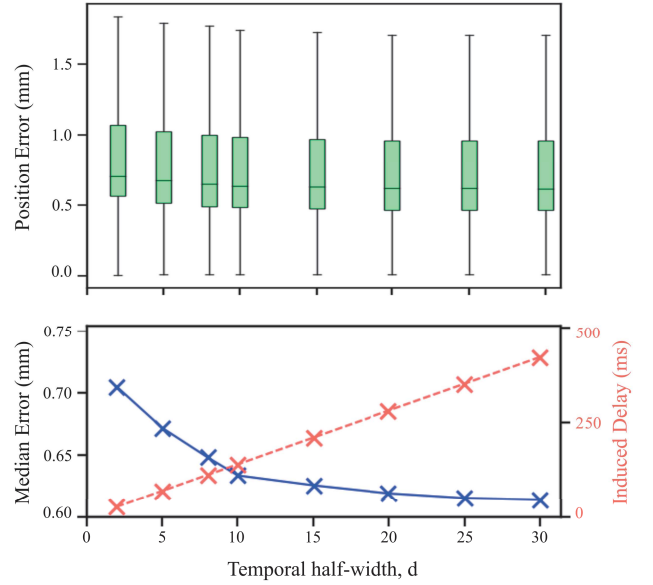 Position Error (mm)
1.5
1.0
0.5
0.0
Median Error (mm)
0.75
0.70
0.65
0.60
500
250
0
Induced Delay (ms)
0 5 10 15 20 25 30
Temporal half-width, d